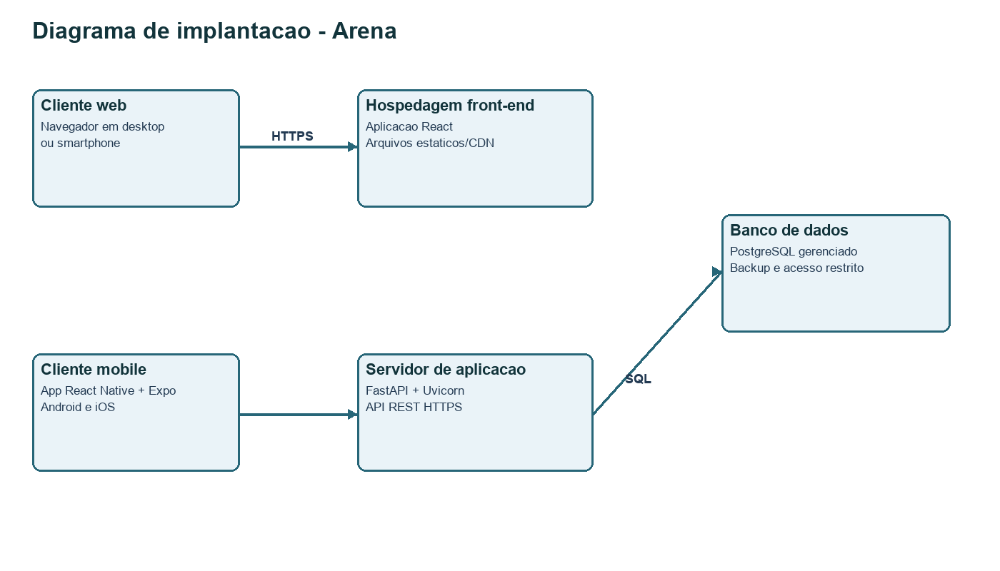 Diagrama de implantacao - Arena
Cliente web
Navegador em desktop
ou smartphone
HTTPS
Hospedagem front-end
Aplicacao React
Arquivos estaticos/CDN
Banco de dados
PostgreSQL gerenciado
Backup e acesso restrito
Cliente mobile
App React Native + Expo
Android e iOS
Servidor de aplicacao
FastAPI + Uvicorn
API REST HTTPS
SQL